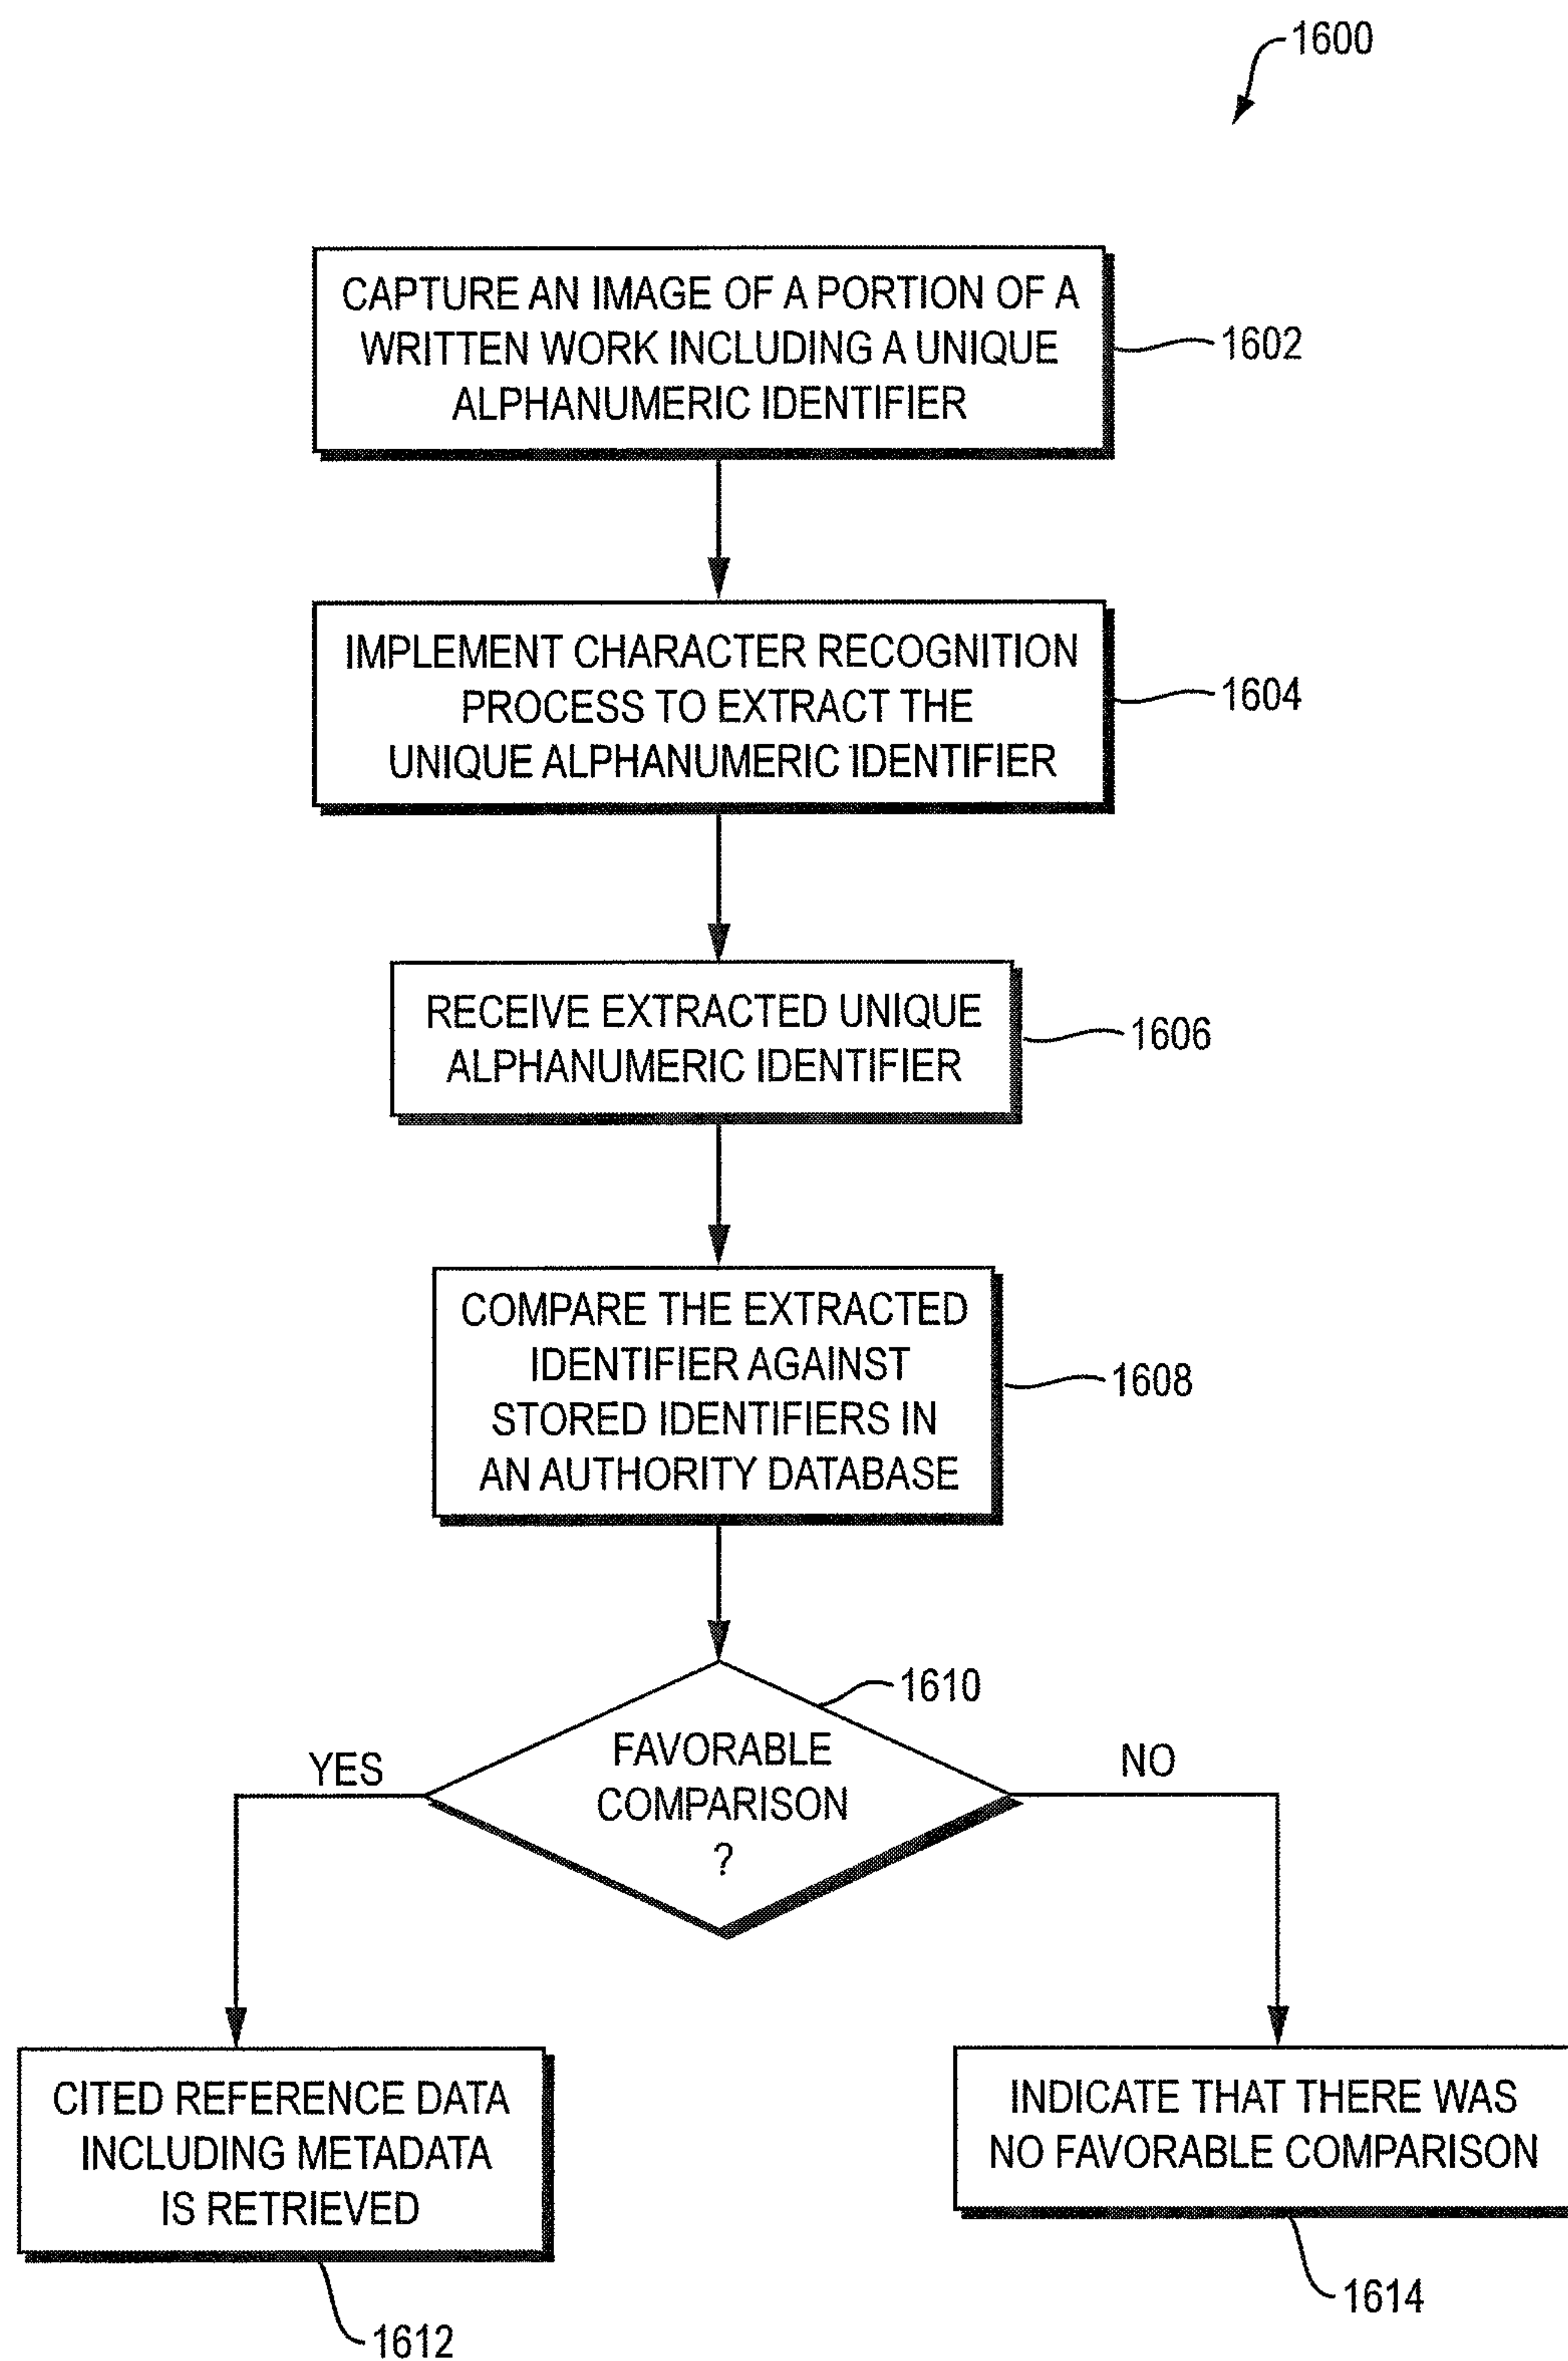 1600
CAPTURE AN IMAGE OF A PORTION OF A
WRITTEN WORK INCLUDING A UNIQUE
ALPHANUMERIC IDENTIFIER
1602
IMPLEMENT CHARACTER RECOGNITION
PROCESS TO EXTRACT THE
UNIQUE ALPHANUMERIC IDENTIFIER
1604
RECEIVE EXTRACTED UNIQUE
ALPHANUMERIC IDENTIFIER
1606
COMPARE THE EXTRACTED
IDENTIFIER AGAINST
STORED IDENTIFIERS IN
AN AUTHORITY DATABASE
1608
1610
FAVORABLE
COMPARISON
?
YES
NO
CITED REFERENCE DATA
INCLUDING METADATA
IS RETRIEVED
1612
INDICATE THAT THERE WAS
NO FAVORABLE COMPARISON
1614